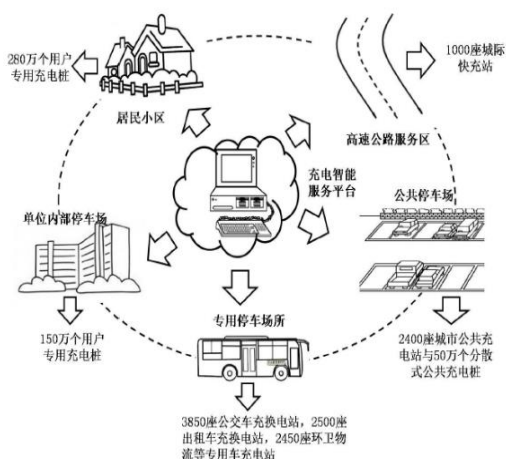 280万个用户
专用充电桩
居民小区
1000座城际
快充站
高速公路服务区
充电智能
服务平台
单位内部停车场
公共停车场
150万个用户
专用充电桩
专用停车场所
2400座城市公共充
电站与50万个分散
式公共充电桩
3850座公交车充换电站，2500座
出租车充换电站，2450座环卫物
流等专用车充电站